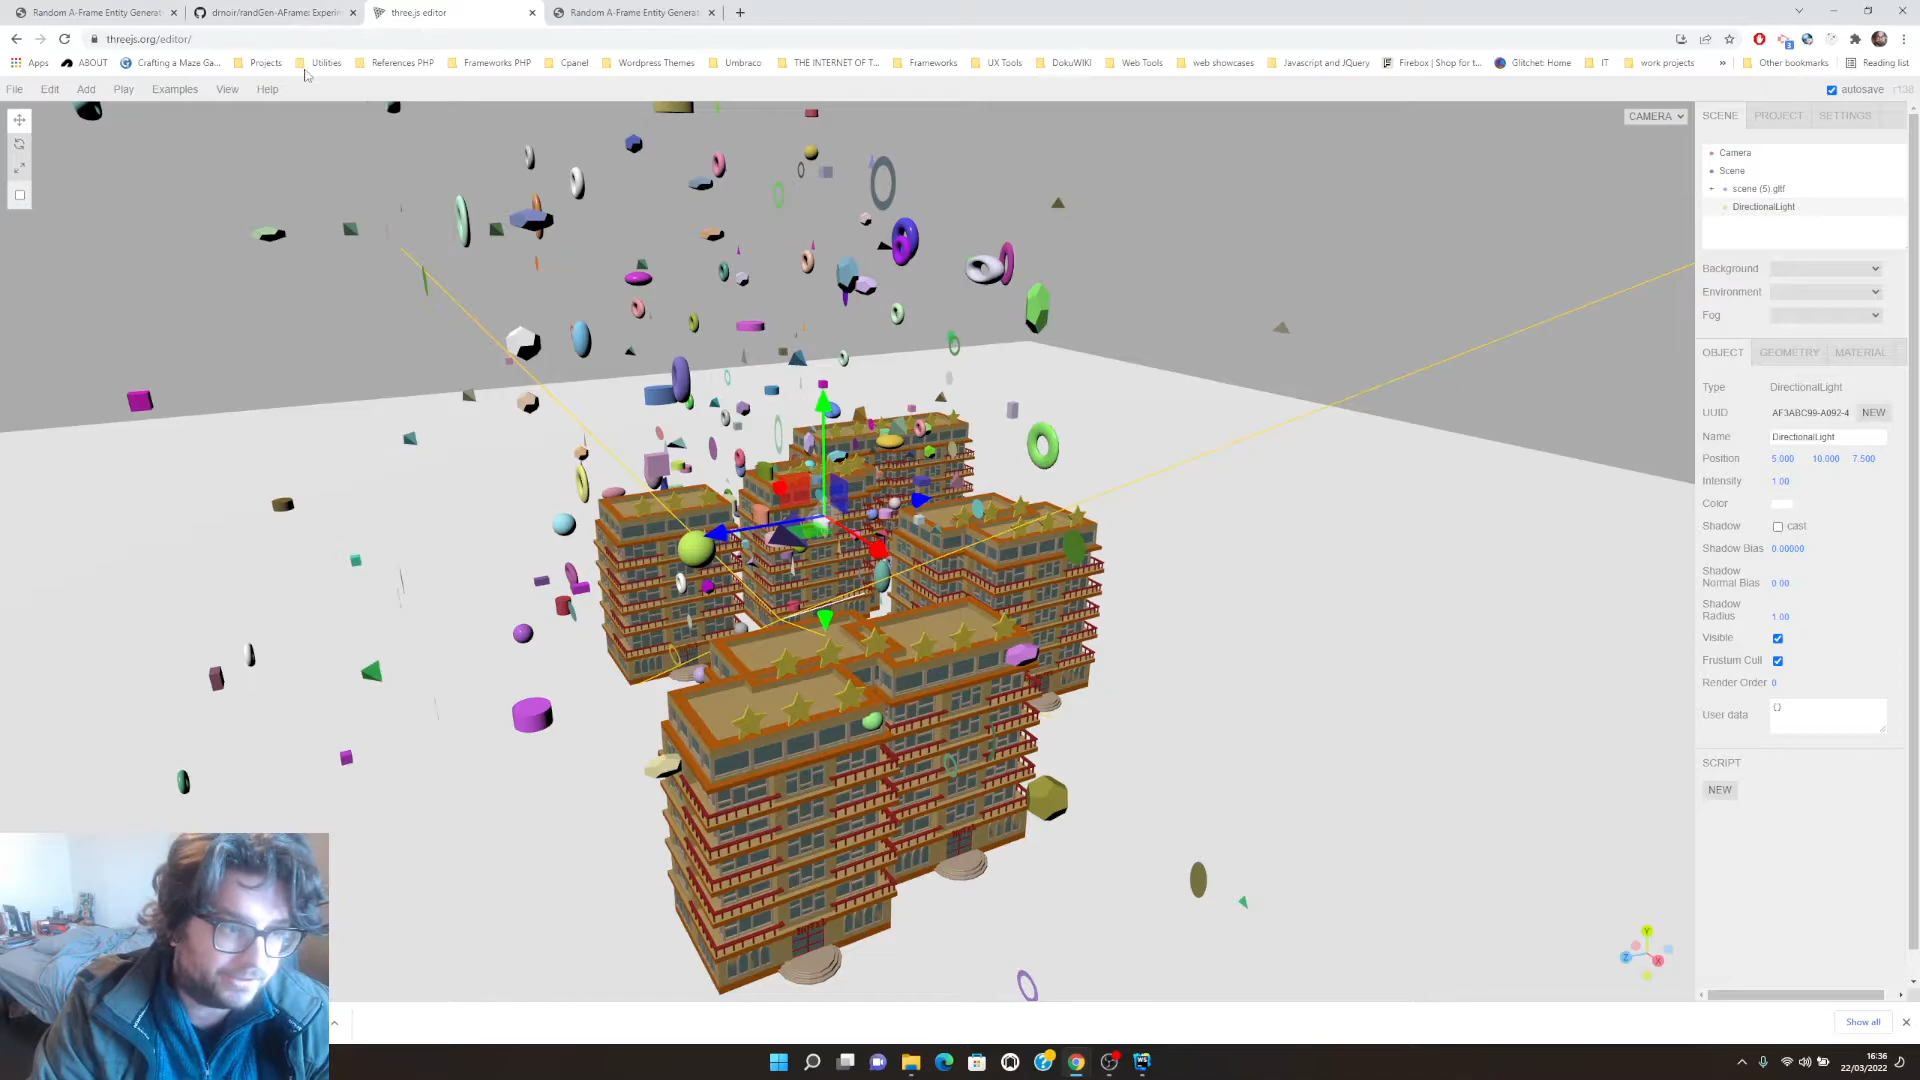 Random A-Frame Entity Generat
drnoir/randGen-AFrame: Experim
three.js editor
Random A-Frame Entity Generat
threejs.org/editor/
Apps
ABOUT
Crafting a Maze Ga...
Projects
Utilities
References PHP
Frameworks PHP
Cpanel
Wordpress Themes
Umbraco
THE INTERNET OF T...
Frameworks
UX Tools
DokuWIKI
Web Tools
web showcases
Javascript and JQuery
Firebox | Shop for t...
Glitchet: Home
IT
work projects
»
Other bookmarks
Reading list
File Edit Add Play Examples View Help
autosave r138
CAMERA
SCENE PROJECT SETTINGS
Camera
Scene
scene (5).gltf
DirectionalLight
Background
Environment
Fog
OBJECT GEOMETRY MATERIAL
Type DirectionalLight
UUID AF3ABC99-A092-4 NEW
Name DirectionalLight
Position 5.000 10.000 7.500
Intensity 1.00
Color
Shadow cast
Shadow Bias 0.00000
Shadow
Normal Bias 0.00
Shadow
Radius 1.00
Visible
Frustum Cull
Render Order 0
User data {}
SCRIPT
NEW
HOTEL
HOTEL
Y
Z
X
Show all
16:36
22/03/2022